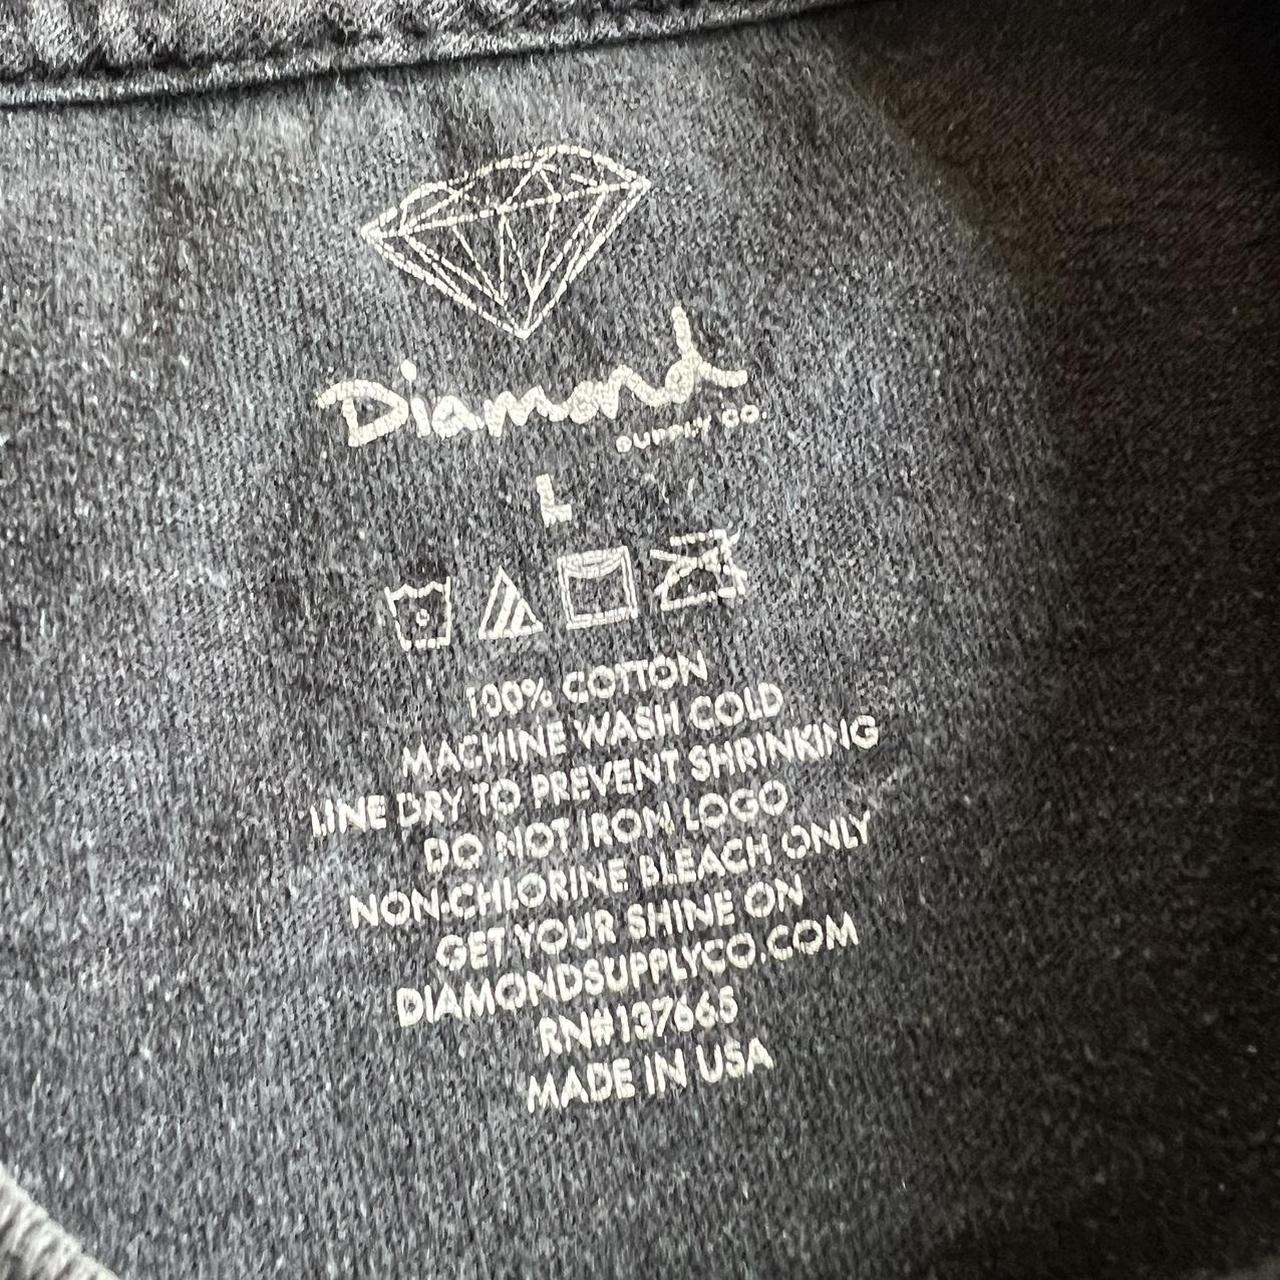 Diamond
SUPPLY CO.
L
100% COTTON
MACHINE WASH COLD
LINE DRY TO PREVENT SHRINKING
DO NOT IRON LOGO
NON-CHLORINE BLEACH ONLY
GET YOUR SHINE ON
DIAMONDSUPPLYCO.COM
RN#137665
MADE IN USA